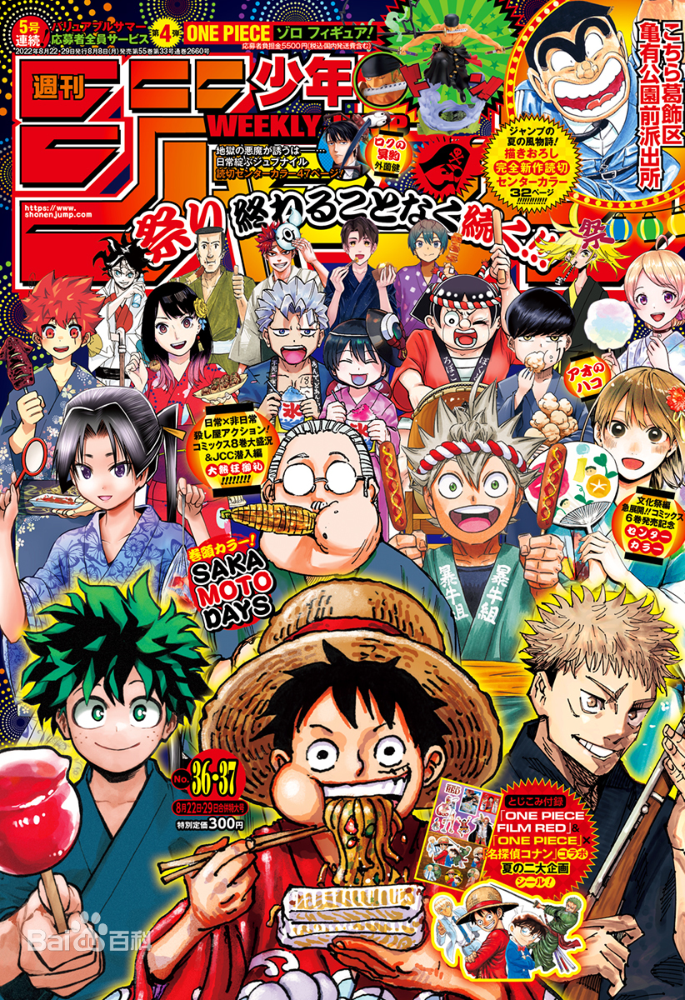 5号連続!
バリュアブルサマー
応募者全員サービス
第4弾
ONE PIECE ゾロ フィギュア!
応募者負担金5500円(税込・国内発送費含む)
2022年8月22・29日発行8月8日(月)発売第55巻第33号通巻2660号
週刊
少年
ジャンプ
WEEKLY JUMP
地獄の悪魔が誘うは……
日常綻ぶジュブナイル
読切センターカラー47ページ
ロクの冥約
外薗健
こちら葛飾区
亀有公園前派出所
ジャンプの
夏の風物詩!
描きおろし
完全新作読切
センターカラー
32ページ
!!!!!!!!!!!
https://www.
shonenjump.com
祭り終わることなく続く!!!
祭
氷
氷
アオのハコ
日常×非日常
殺し屋アクション!
コミックス8巻大盛況
&JCC潜入編
大熱狂御礼
!!!!!!!!!
巻頭カラー!
SAKA
MOTO
DAYS
暴牛組
暴牛組
文化祭編
急展開!!コミックス
6巻発売記念
センター
カラー
No.36・37
8月22日・29日合併特大号
特別定価300円
RED
とじこみ付録
「ONE PIECE
FILM RED」&
「ONE PIECE」×
「名探偵コナン」コラボ
夏の二大企画
シール!
Baidu百科